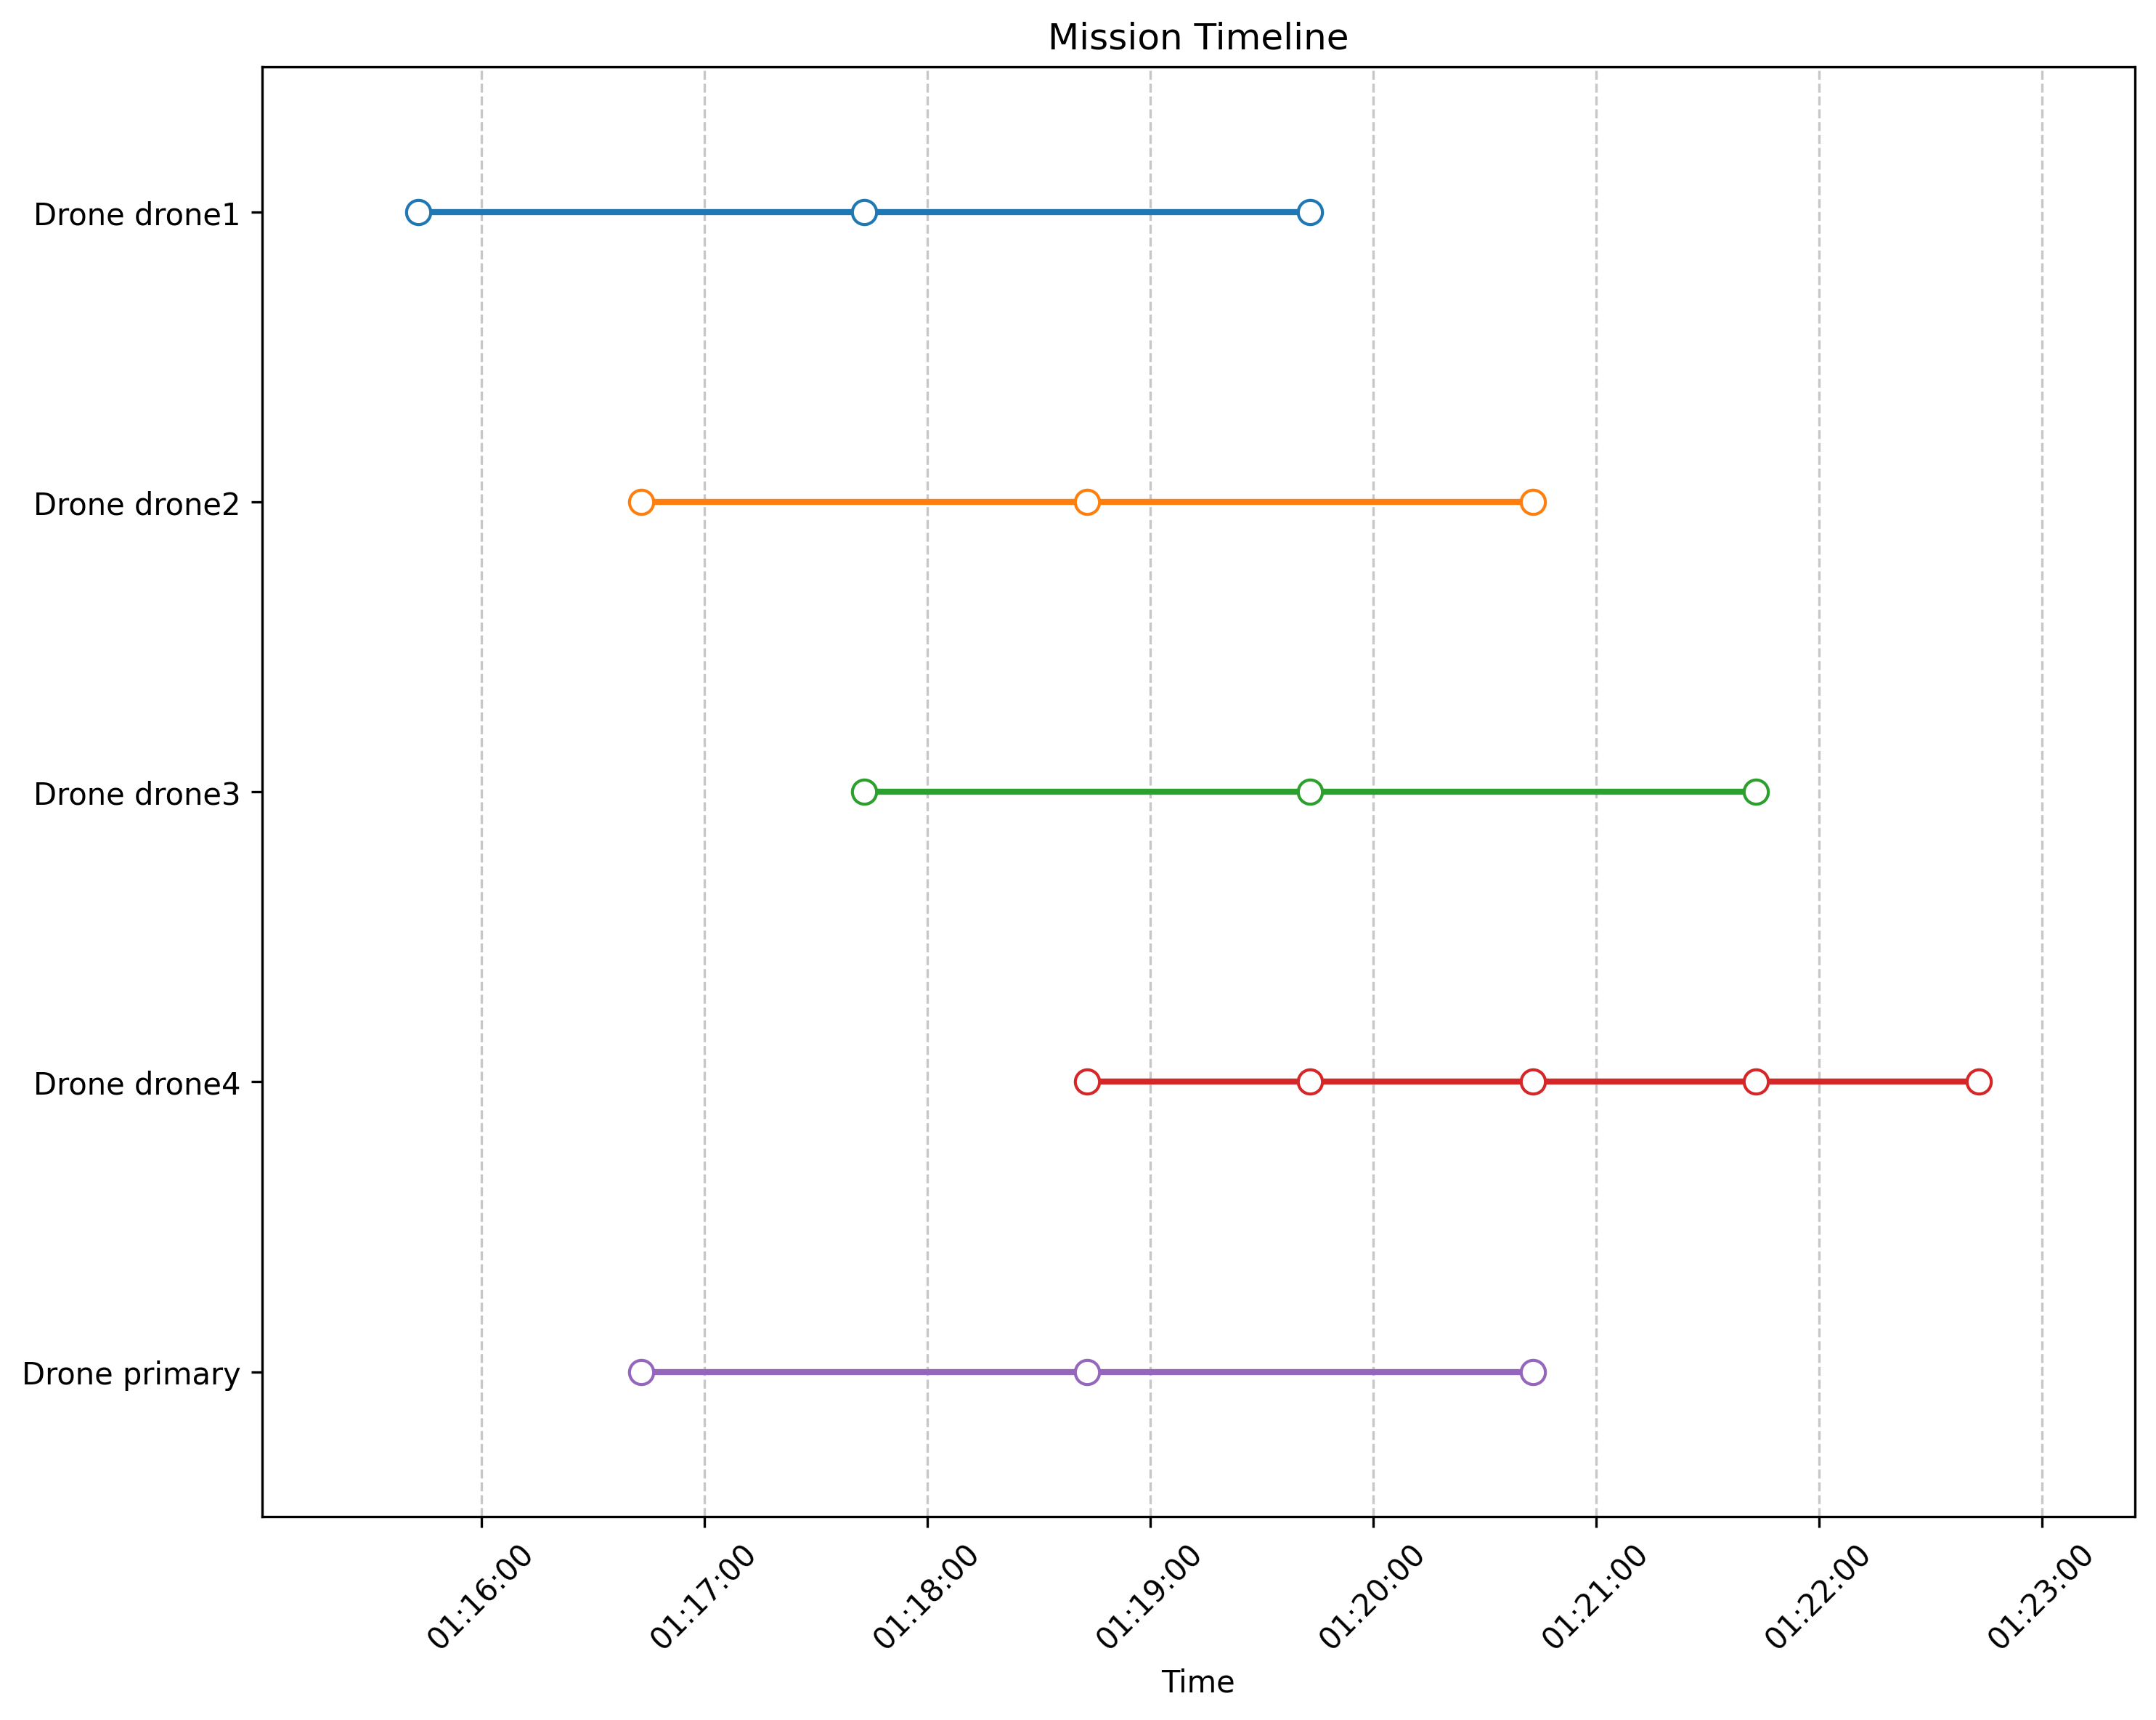 Mission Timeline
Drone drone1
Drone drone2
Drone drone3
Drone drone4
Drone primary
01:16:00
01:17:00
01:18:00
01:19:00
01:20:00
01:21:00
01:22:00
01:23:00
Time